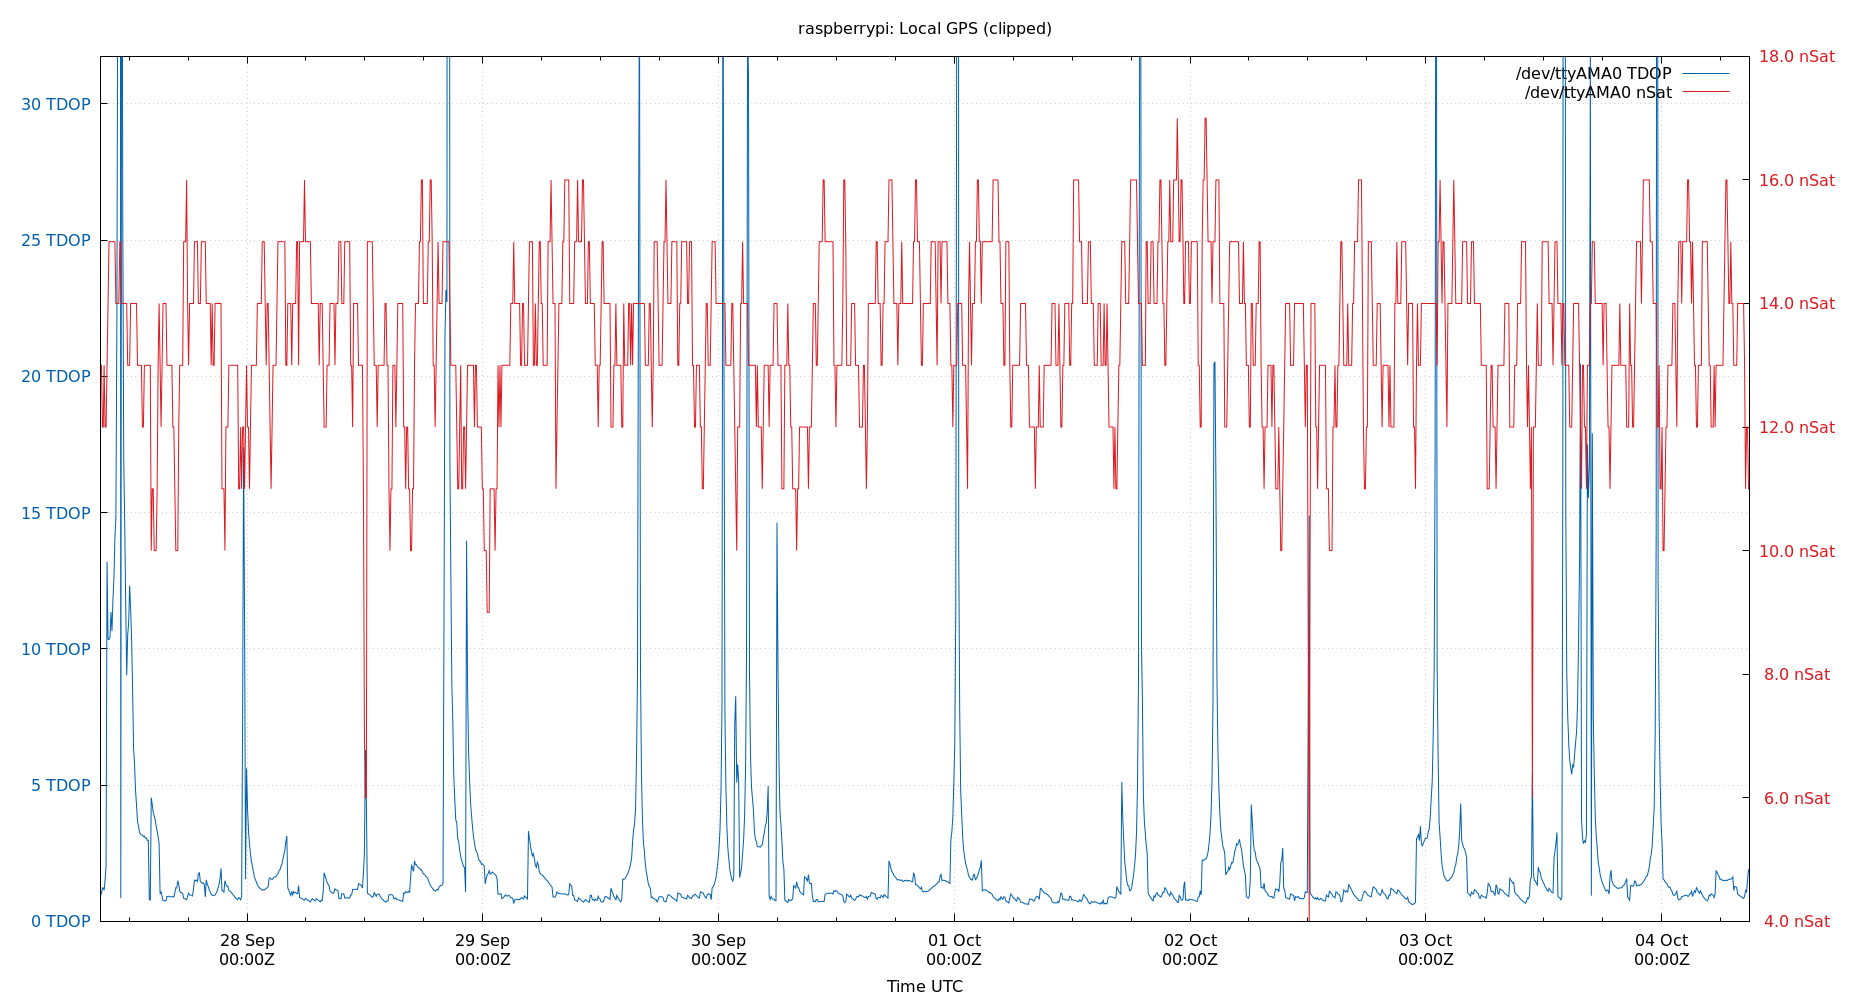 raspberrypi: Local GPS (clipped)
/dev/ttyAMA0 TDOP
/dev/ttyAMA0 nSat
30 TDOP
25 TDOP
20 TDOP
15 TDOP
10 TDOP
5 TDOP
0 TDOP
18.0 nSat
16.0 nSat
14.0 nSat
12.0 nSat
10.0 nSat
8.0 nSat
6.0 nSat
4.0 nSat
28 Sep 29 Sep 30 Sep 01 Oct 02 Oct 03 Oct 04 Oct
00:00Z 00:00Z 00:00Z 00:00Z 00:00Z 00:00Z 00:00Z
Time UTC